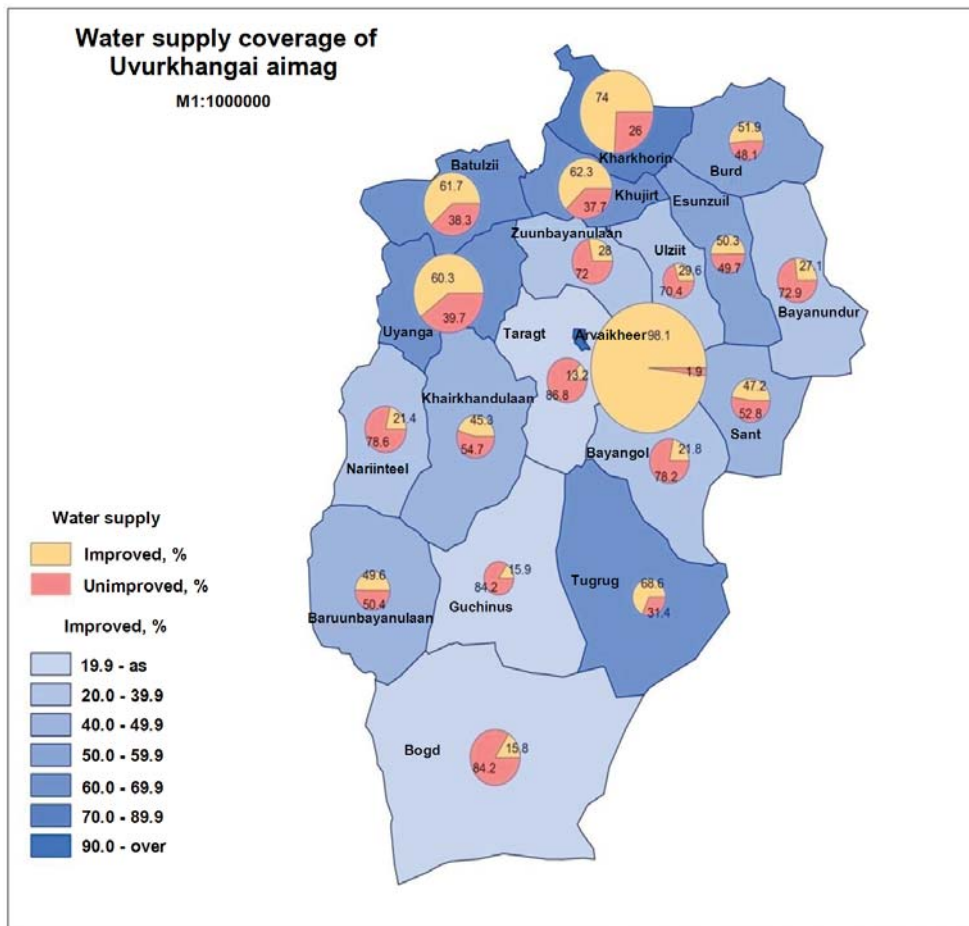 Water supply coverage of
Uvurkhangai aimag
M1:1000000
74
26
Kharkhorin
51.9
48.1
Burd
Batulzii
61.7
38.3
62.3
37.7
Khujirt
Esunzuil
50.3
49.7
Zuunbayanulaan
28
72
Ulziit
29.6
70.4
27.1
72.9
Bayanundur
60.3
39.7
Uyanga
Taragt
13.2
86.8
Arvaikheer
98.1
1.9
47.2
52.8
Sant
Khairkhandulaan
45.3
54.7
21.4
78.6
Nariinteel
Bayangol
21.8
78.2
Water supply
Improved, %
Unimproved, %
49.6
50.4
Baruunbayanulaan
15.9
84.2
Guchinus
Tugrug
68.6
31.4
Improved, %
19.9 - as
20.0 - 39.9
40.0 - 49.9
50.0 - 59.9
60.0 - 69.9
70.0 - 89.9
90.0 - over
Bogd
15.8
84.2